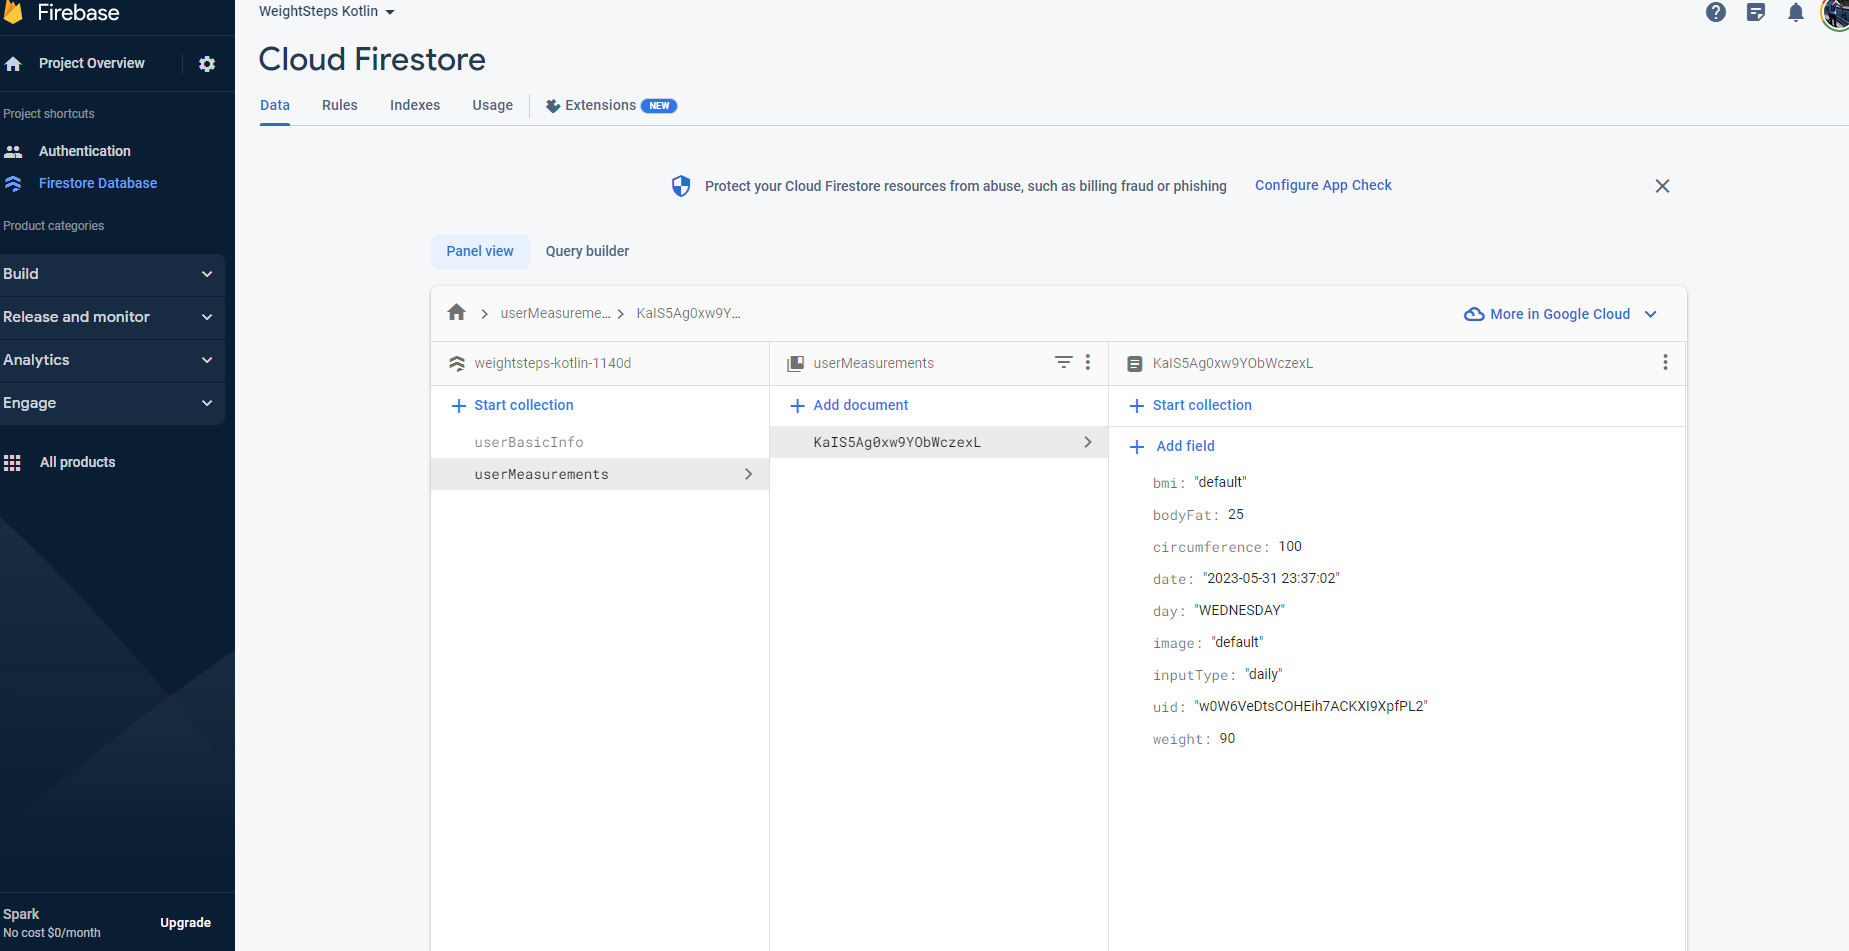 Firebase
Project Overview
Project shortcuts
Authentication
Firestore Database
Product categories
Build
Release and monitor
Analytics
Engage
All products
Spark
No cost $0/month
Upgrade
WeightSteps Kotlin
Cloud Firestore
Data Rules Indexes Usage Extensions NEW
Protect your Cloud Firestore resources from abuse, such as billing fraud or phishing Configure App Check
Panel view Query builder
userMeasureme... KaIS5Ag0xw9Y... More in Google Cloud
weightsteps-kotlin-1140d
Start collection
userBasicInfo
userMeasurements
userMeasurements
Add document
KaIS5Ag0xw9YObWczexL
KaIS5Ag0xw9YObWczexL
Start collection
Add field
bmi: "default"
bodyFat: 25
circumference: 100
date: "2023-05-31 23:37:02"
day: "WEDNESDAY"
image: "default"
inputType: "daily"
uid: "w0W6VeDtsCOHEih7ACKXI9XpfPL2"
weight: 90